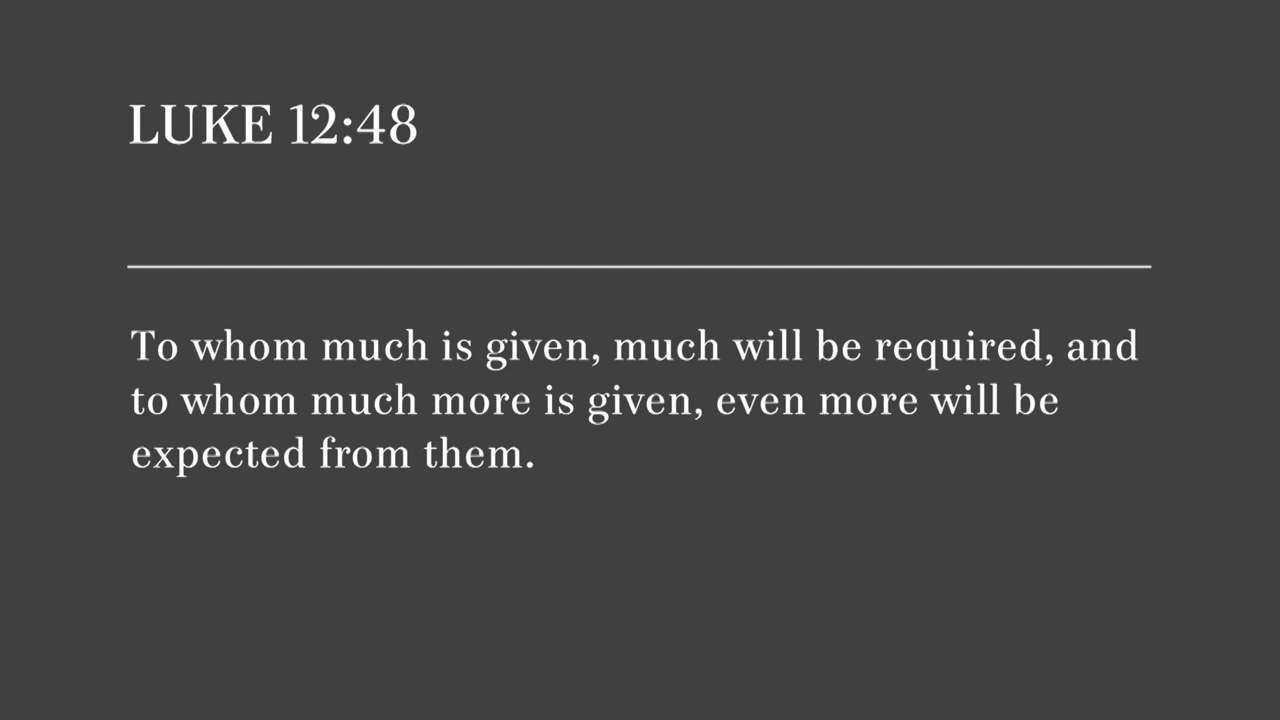 LUKE 12:48
To whom much is given, much will be required, and
to whom much more is given, even more will be
expected from them.